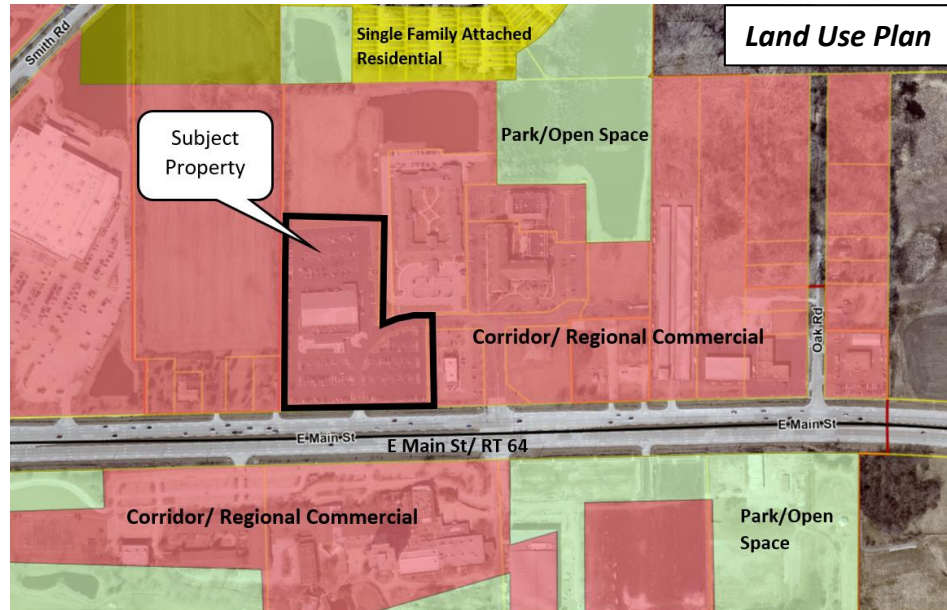 Land Use Plan
Smith Rd
Single Family Attached
Residential
Subject
Property
Park/Open Space
Corridor/ Regional Commercial
Oak Rd
E Main St
E Main St
E Main St/ RT 64
Corridor/ Regional Commercial
Park/Open
Space